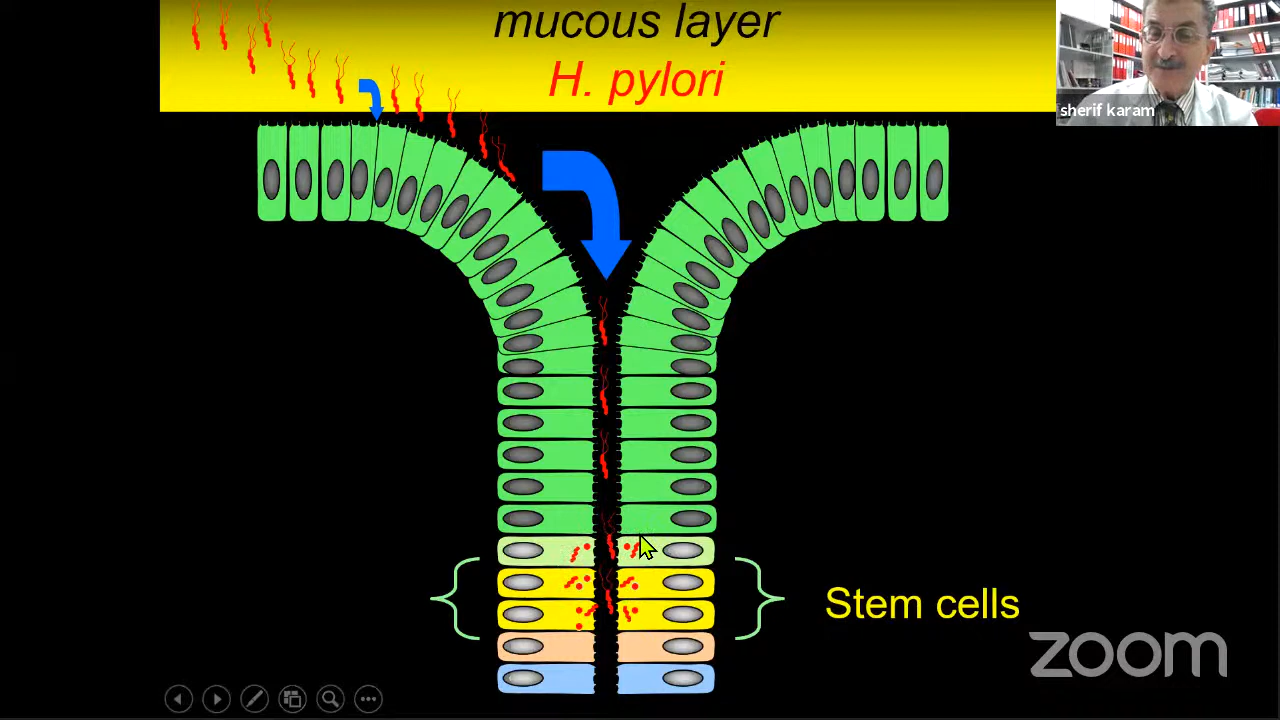 mucous layer
H. pylori
sherif karam
Stem cells
zoom